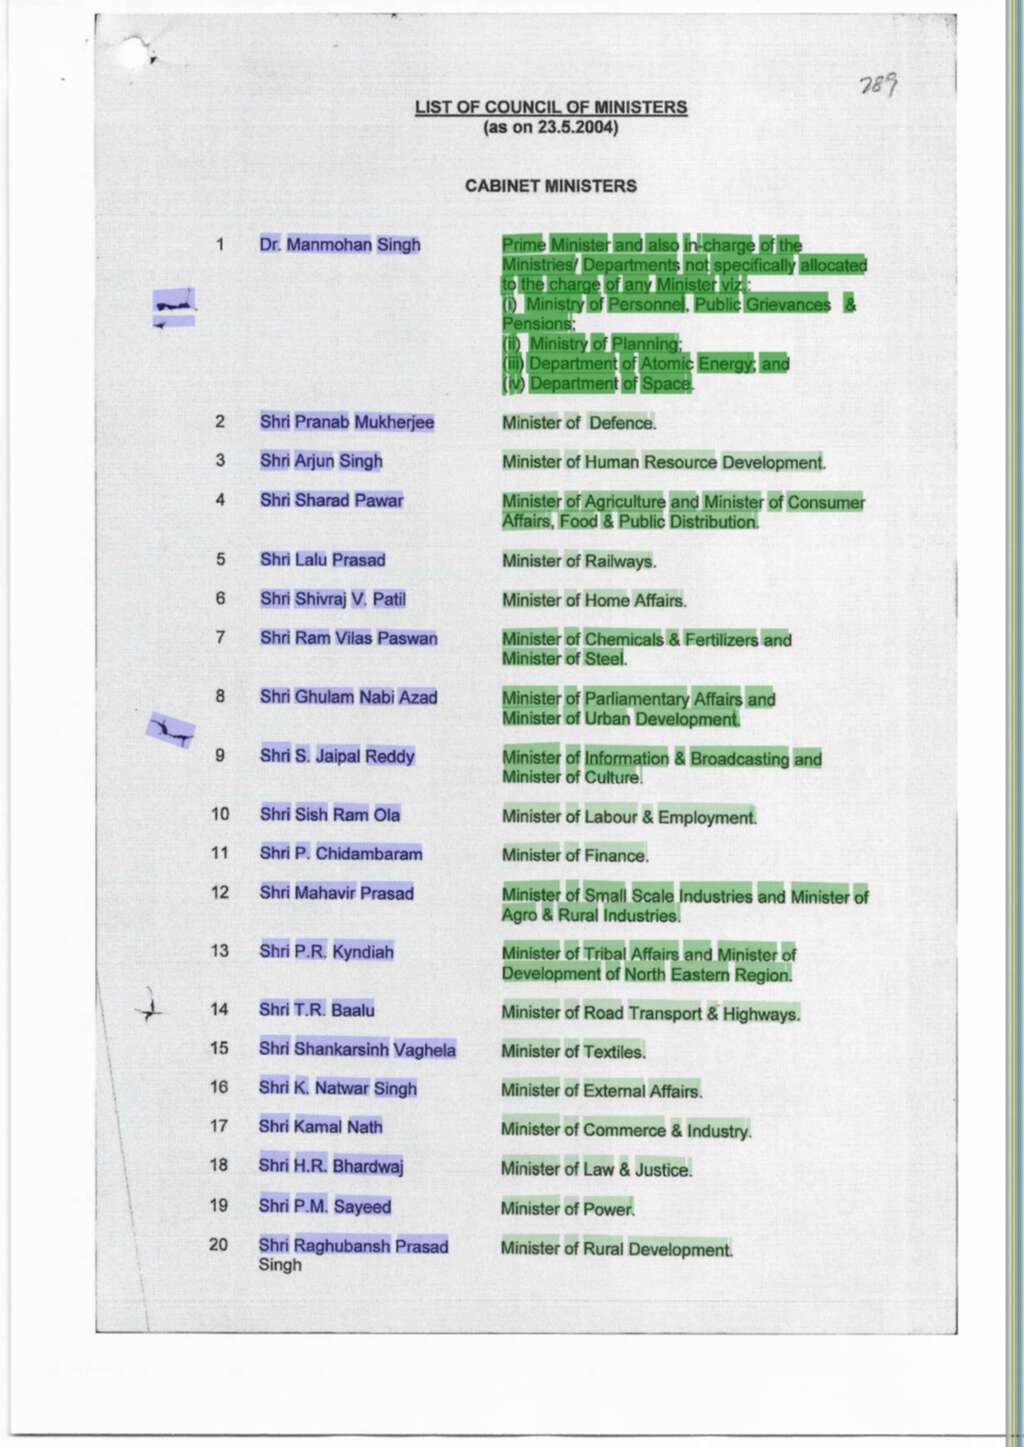 789
LIST OF COUNCIL OF MINISTERS
(as on 23.5.2004)
CABINET MINISTERS
1 Dr. Manmohan Singh Prime Minister and also in-charge of the
Ministries/ Departments not specifically allocated
to the charge of any Minister viz.:
(i) Ministry of Personnel, Public Grievances &
Pensions;
(ii) Ministry of Planning;
(iii) Department of Atomic Energy; and
(iv) Department of Space.
2 Shri Pranab Mukherjee Minister of Defence.
3 Shri Arjun Singh Minister of Human Resource Development.
4 Shri Sharad Pawar Minister of Agriculture and Minister of Consumer
Affairs, Food & Public Distribution.
5 Shri Lalu Prasad Minister of Railways.
6 Shri Shivraj V. Patil Minister of Home Affairs.
7 Shri Ram Vilas Paswan Minister of Chemicals & Fertilizers and
Minister of Steel.
8 Shri Ghulam Nabi Azad Minister of Parliamentary Affairs and
Minister of Urban Development.
9 Shri S. Jaipal Reddy Minister of Information & Broadcasting and
Minister of Culture.
10 Shri Sish Ram Ola Minister of Labour & Employment.
11 Shri P. Chidambaram Minister of Finance.
12 Shri Mahavir Prasad Minister of Small Scale Industries and Minister of
Agro & Rural Industries.
13 Shri P.R. Kyndiah Minister of Tribal Affairs and Minister of
Development of North Eastern Region.
14 Shri T.R. Baalu Minister of Road Transport & Highways.
15 Shri Shankarsinh Vaghela Minister of Textiles.
16 Shri K. Natwar Singh Minister of External Affairs.
17 Shri Kamal Nath Minister of Commerce & Industry.
18 Shri H.R. Bhardwaj Minister of Law & Justice.
19 Shri P.M. Sayeed Minister of Power.
20 Shri Raghubansh Prasad Minister of Rural Development.
Singh